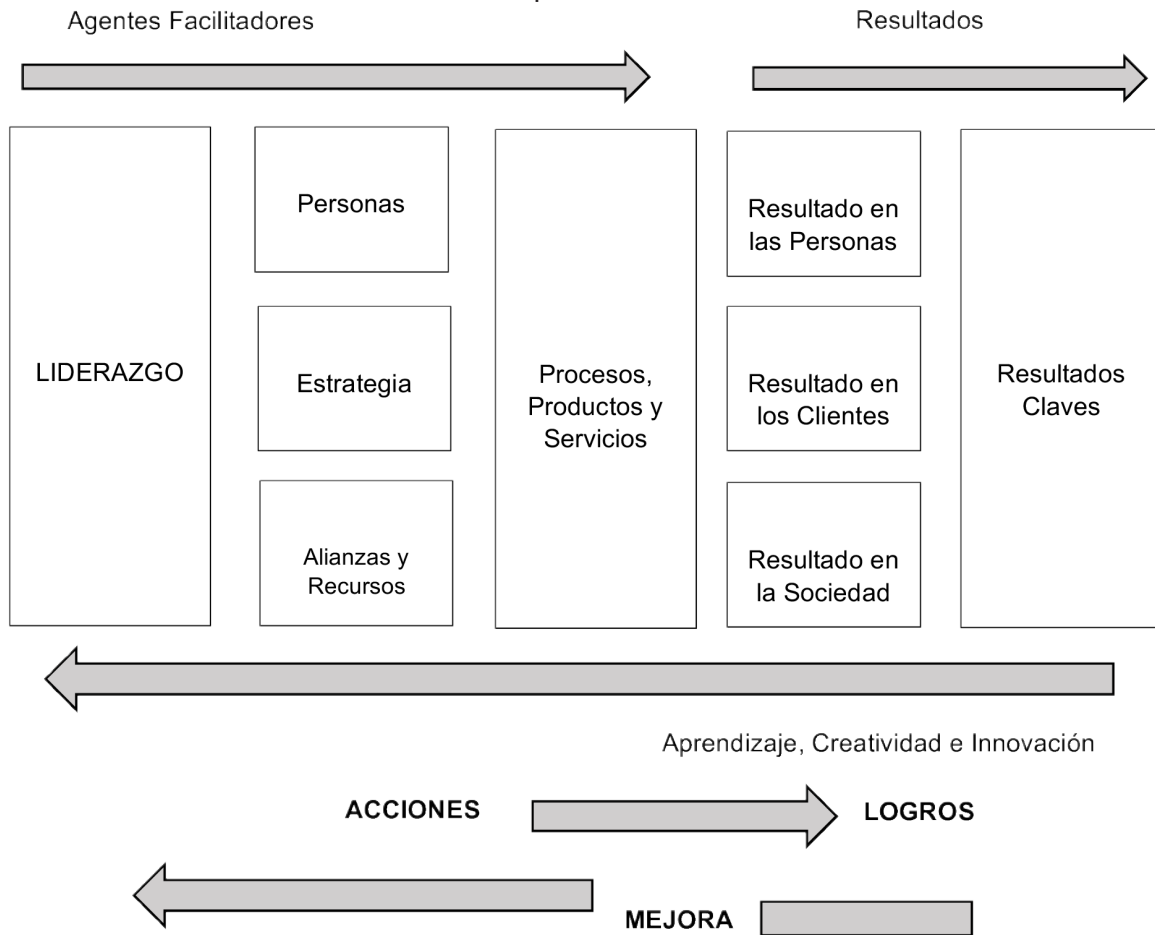 Agentes Facilitadores
Resultados
LIDERAZGO
Personas
Estrategia
Alianzas y
Recursos
Procesos,
Productos y
Servicios
Resultado en
las Personas
Resultado en
los Clientes
Resultado en
la Sociedad
Resultados
Claves
Aprendizaje, Creatividad e Innovación
ACCIONES
LOGROS
MEJORA